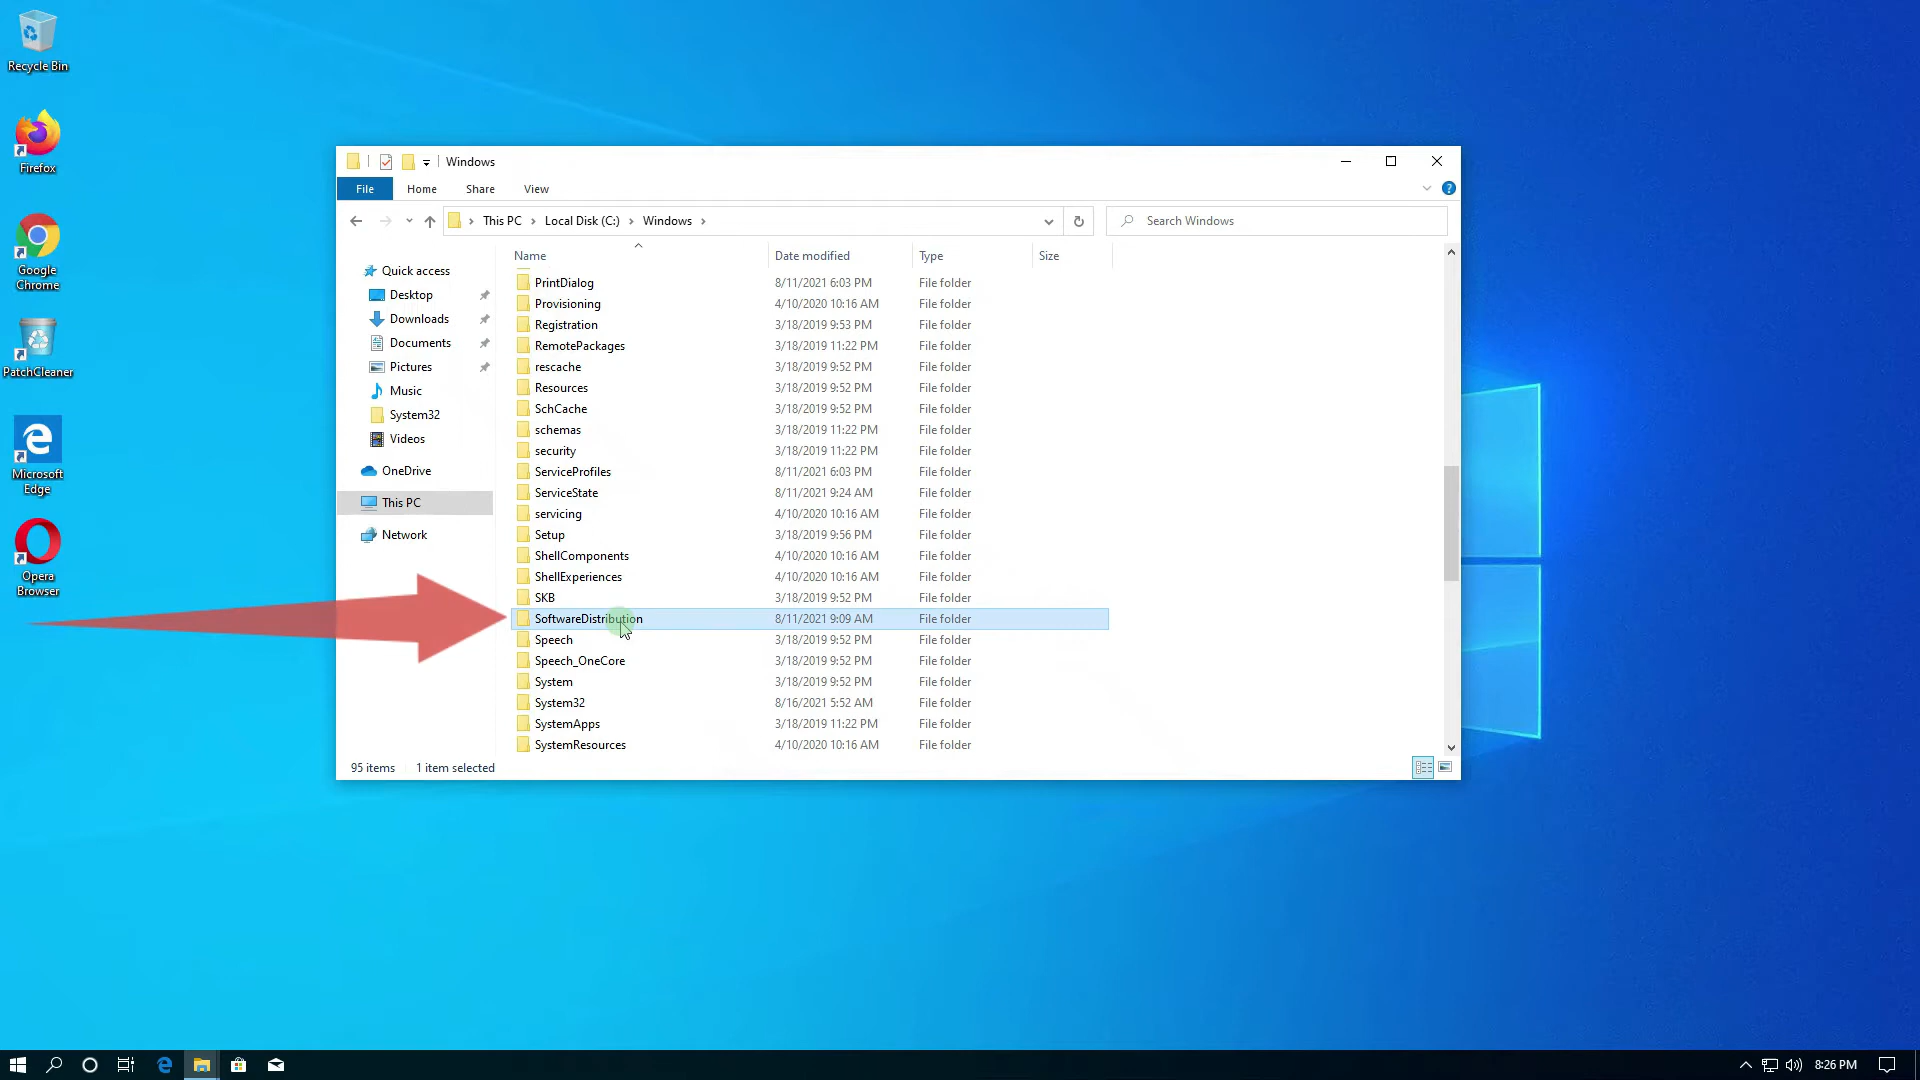 Recycle Bin
Firefox
Google
Chrome
PatchCleaner
Microsoft
Edge
Opera
Browser
Windows
File Home Share View
This PC Local Disk (C:) Windows
Search Windows
Quick access
Desktop
Downloads
Documents
Pictures
Music
System32
Videos
OneDrive
This PC
Network
Name Date modified Type Size
PrintDialog 8/11/2021 6:03 PM File folder
Provisioning 4/10/2020 10:16 AM File folder
Registration 3/18/2019 9:53 PM File folder
RemotePackages 3/18/2019 11:22 PM File folder
rescache 3/18/2019 9:52 PM File folder
Resources 3/18/2019 9:52 PM File folder
SchCache 3/18/2019 9:52 PM File folder
schemas 3/18/2019 11:22 PM File folder
security 3/18/2019 11:22 PM File folder
ServiceProfiles 8/11/2021 6:03 PM File folder
ServiceState 8/11/2021 9:24 AM File folder
servicing 4/10/2020 10:16 AM File folder
Setup 3/18/2019 9:56 PM File folder
ShellComponents 4/10/2020 10:16 AM File folder
ShellExperiences 4/10/2020 10:16 AM File folder
SKB 3/18/2019 9:52 PM File folder
SoftwareDistribution 8/11/2021 9:09 AM File folder
Speech 3/18/2019 9:52 PM File folder
Speech_OneCore 3/18/2019 9:52 PM File folder
System 3/18/2019 9:52 PM File folder
System32 8/16/2021 5:52 AM File folder
SystemApps 3/18/2019 11:22 PM File folder
SystemResources 4/10/2020 10:16 AM File folder
95 items 1 item selected
8:26 PM